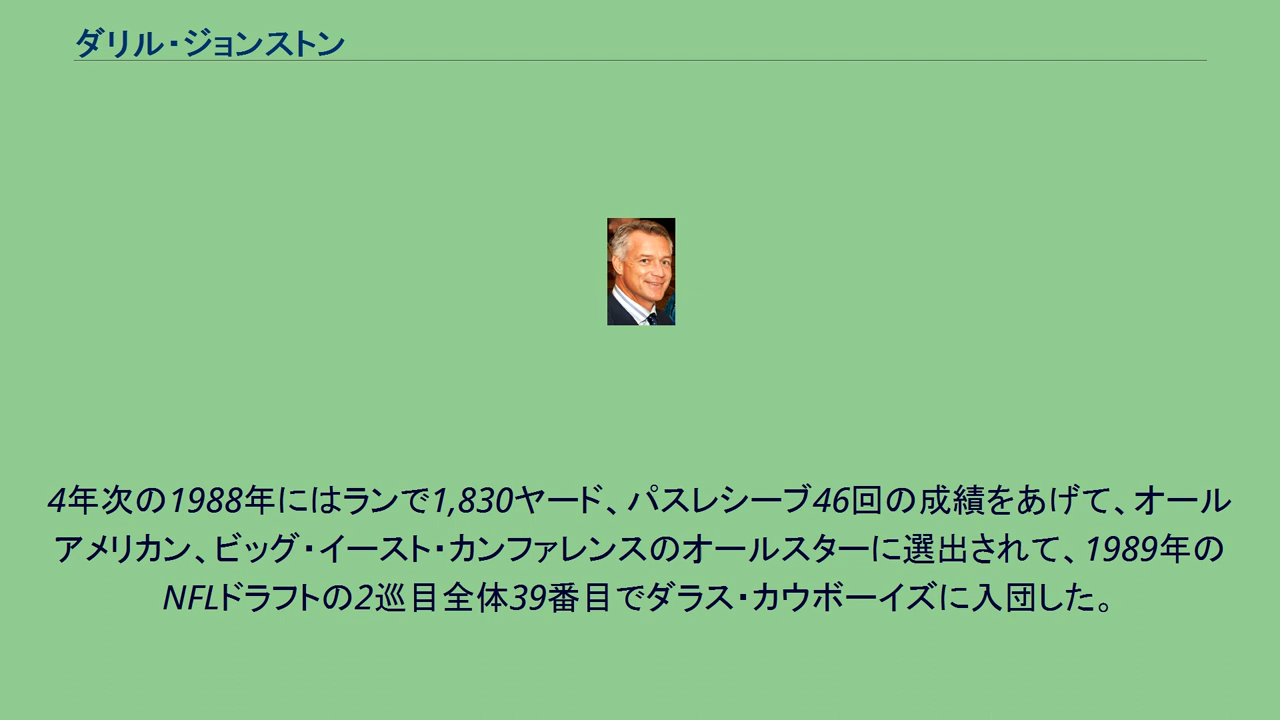 ダリル・ジョンストン
4年次の1988年にはランで1,830ヤード、パスレシーブ46回の成績をあげて、オール
アメリカン、ビッグ・イースト・カンファレンスのオールスターに選出されて、1989年の
NFLドラフトの2巡目全体39番目でダラス・カウボーイズに入団した。